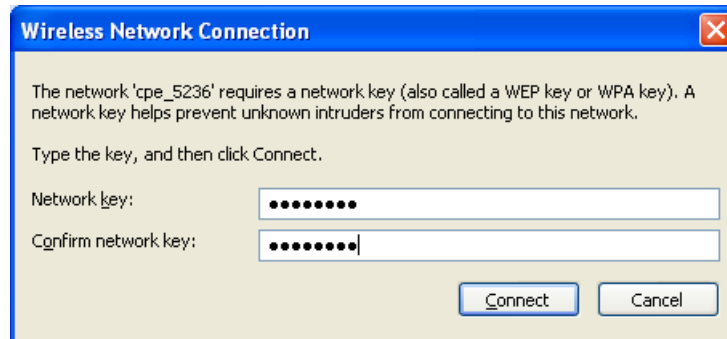 Wireless Network Connection
The network 'cpe_5236' requires a network key (also called a WEP key or WPA key). A
network key helps prevent unknown intruders from connecting to this network.
Type the key, and then click Connect.
Network key: ●●●●●●●●
Confirm network key: ●●●●●●●●
Connect Cancel